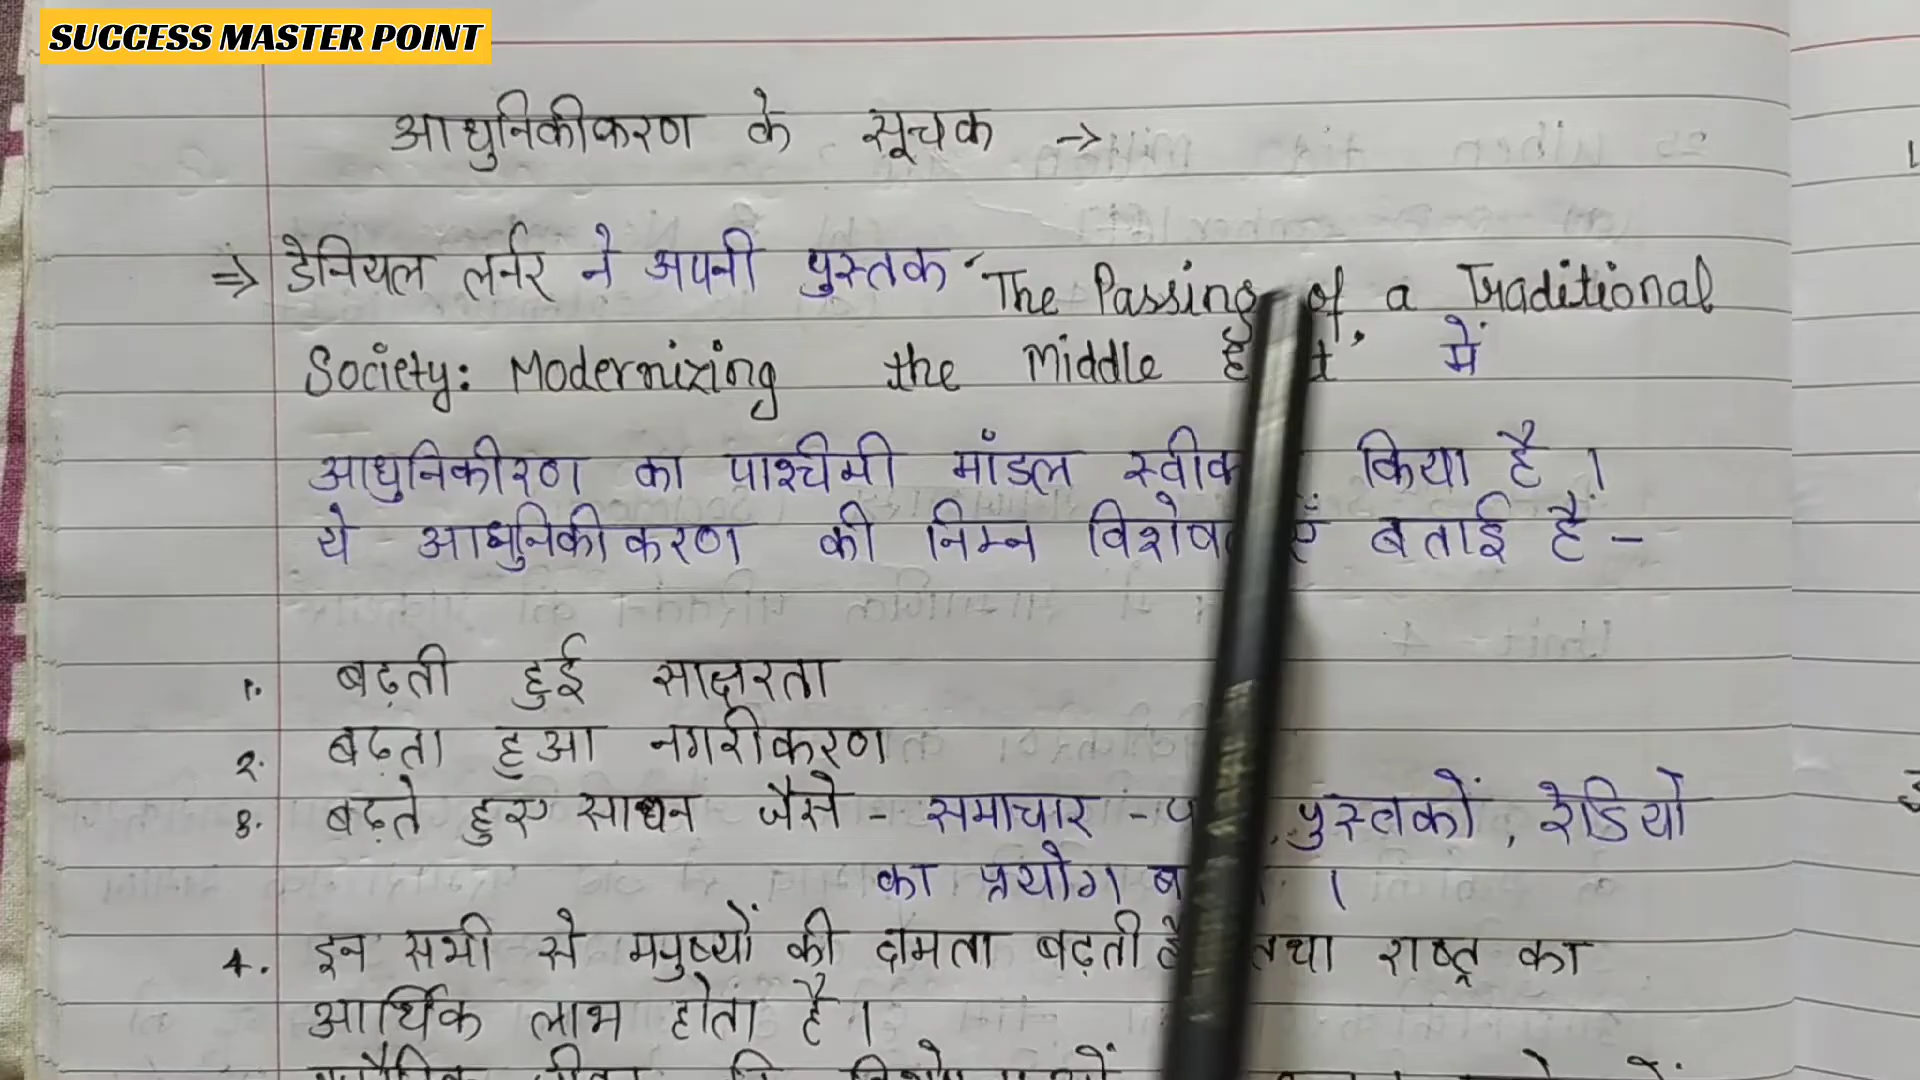 SUCCESS MASTER POINT
आधुनिकीकरण के सूचक →
⇒ डेनियल लर्नर ने अपनी पुस्तक 'The Passing of a Traditional
Society: Modernizing the Middle में
आधुनिकीरण का पाश्चीमी मॉडल किया है ।
ये आधुनिकीकरण की निम्न बताई है -
1. बढ़ती हुई साक्षरता
2. बढ़ता हुआ नगरीकरण
3. बढ़ते हुए साधन जैसे - समाचार - , पुस्तकों , रेडियो
का प्रयोग ।
4. इन सभी से मनुष्यों की क्षमता बढ़ती है तथा राष्ट्र का
आर्थिक लाभ होता है ।